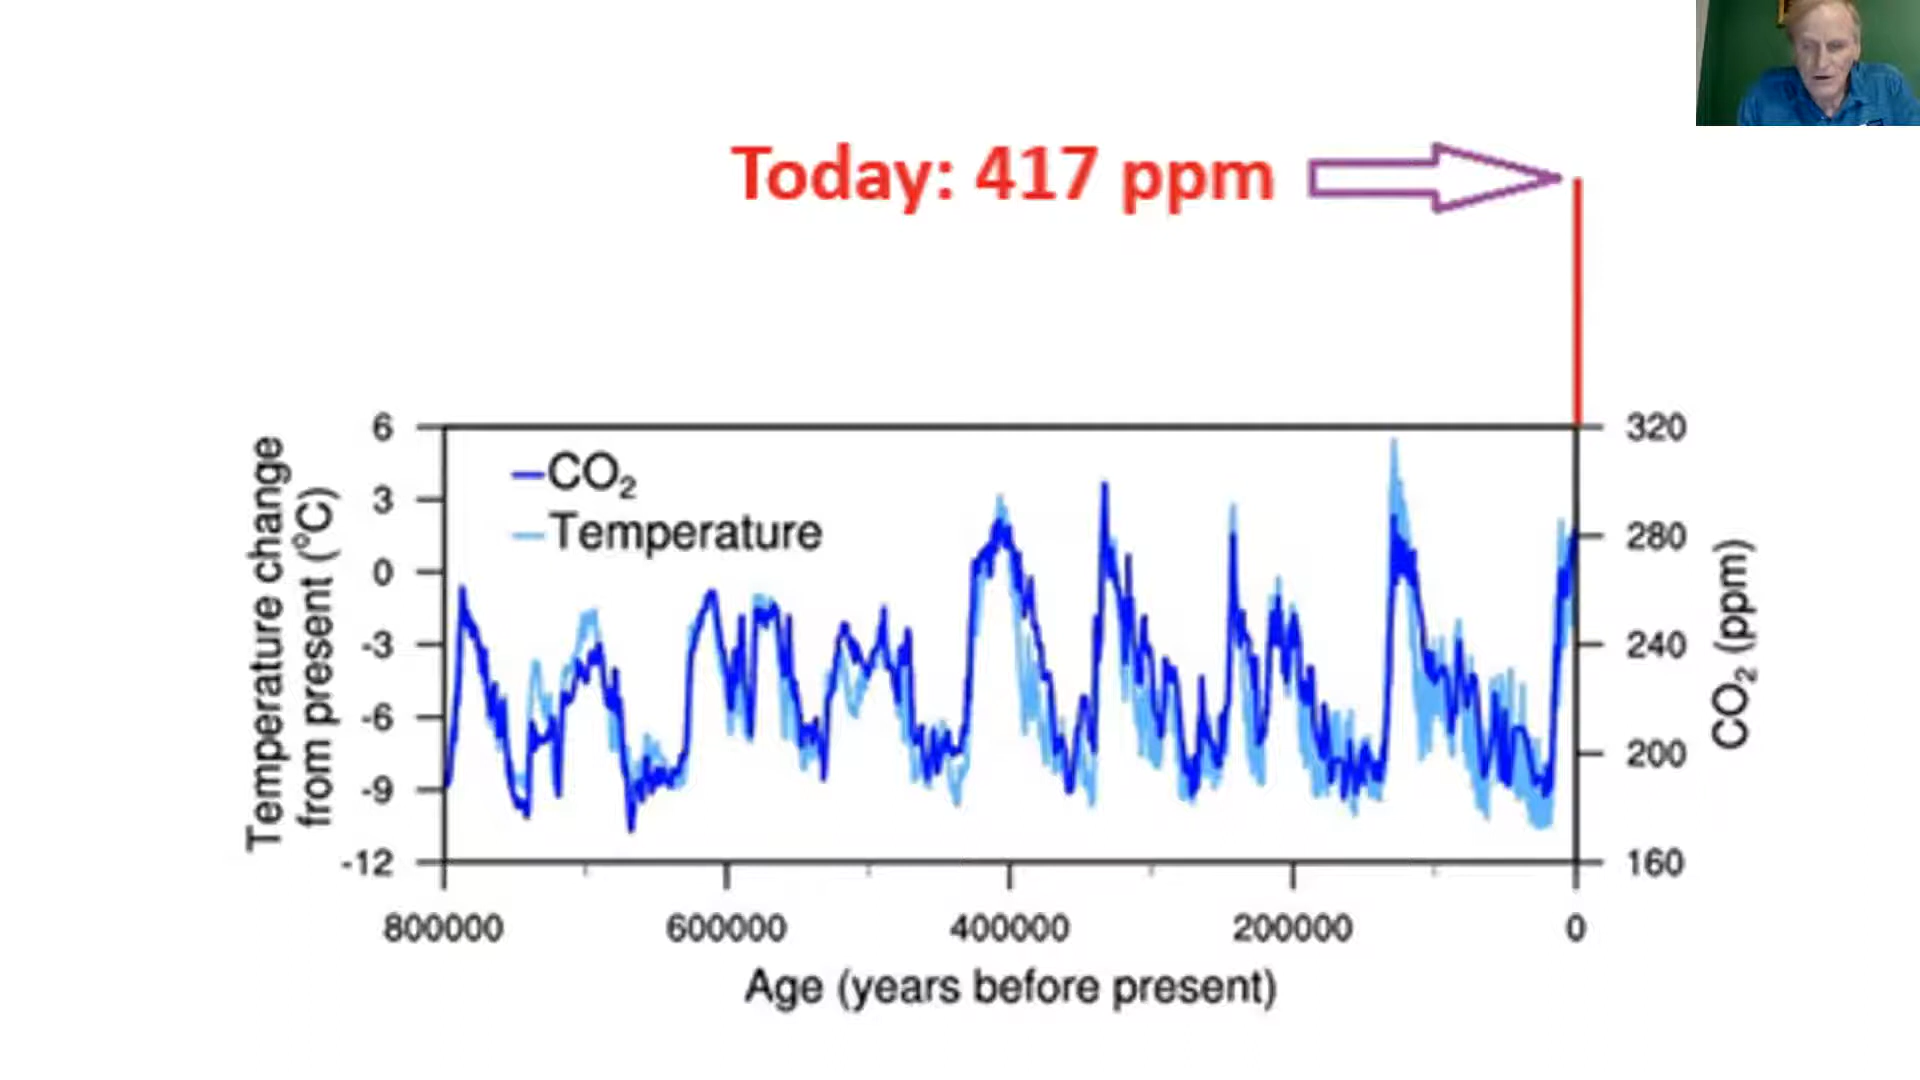 Today: 417 ppm
6
3
0
-3
-6
-9
-12
Temperature change
from present (°C)
CO₂
Temperature
320
280
240
200
160
CO₂ (ppm)
800000 600000 400000 200000 0
Age (years before present)